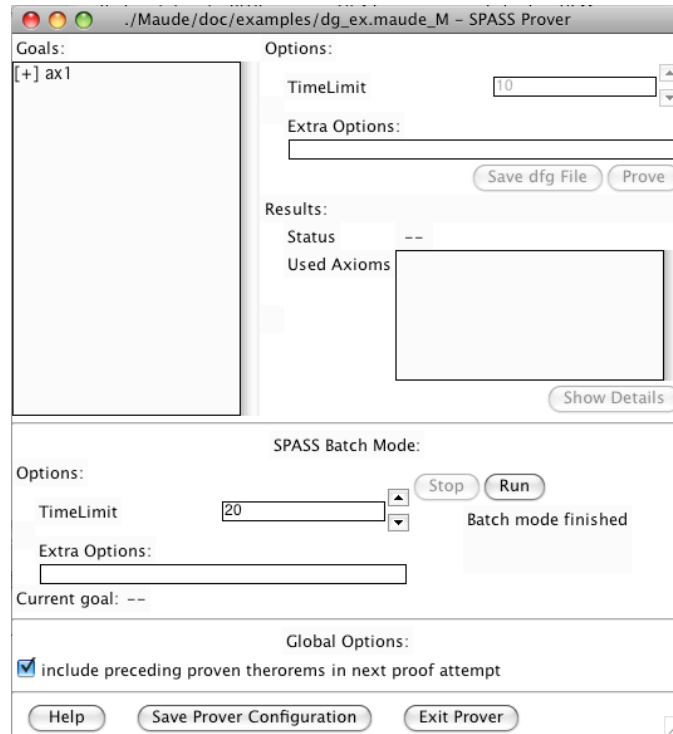 ./Maude/doc/examples/dg_ex.maude_M – SPASS Prover
Goals:
Options:
[+] ax1
TimeLimit
10
Extra Options:
Save dfg File
Prove
Results:
Status
--
Used Axioms
Show Details
SPASS Batch Mode:
Options:
Stop
Run
TimeLimit
20
Batch mode finished
Extra Options:
Current goal: --
Global Options:
include preceding proven therorems in next proof attempt
Help
Save Prover Configuration
Exit Prover